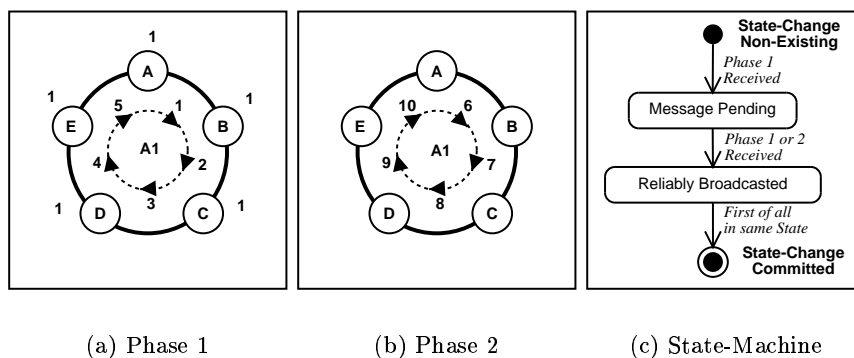 1
A
1
E
1
B
5
1
A1
4
2
3
1
D
1
C
A
E
B
10
6
A1
9
7
8
D
C
State-Change
Non-Existing
Phase 1
Received
Message Pending
Phase 1 or 2
Received
Reliably Broadcasted
First of all
in same State
State-Change
Committed
(a) Phase 1
(b) Phase 2
(c) State-Machine